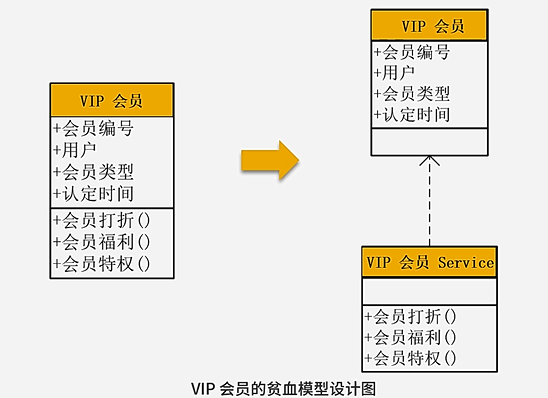 VIP 会员
+会员编号
+用户
+会员类型
+认定时间
+会员打折()
+会员福利()
+会员特权()
VIP 会员
+会员编号
+用户
+会员类型
+认定时间
VIP 会员 Service
+会员打折()
+会员福利()
+会员特权()
VIP 会员的贫血模型设计图